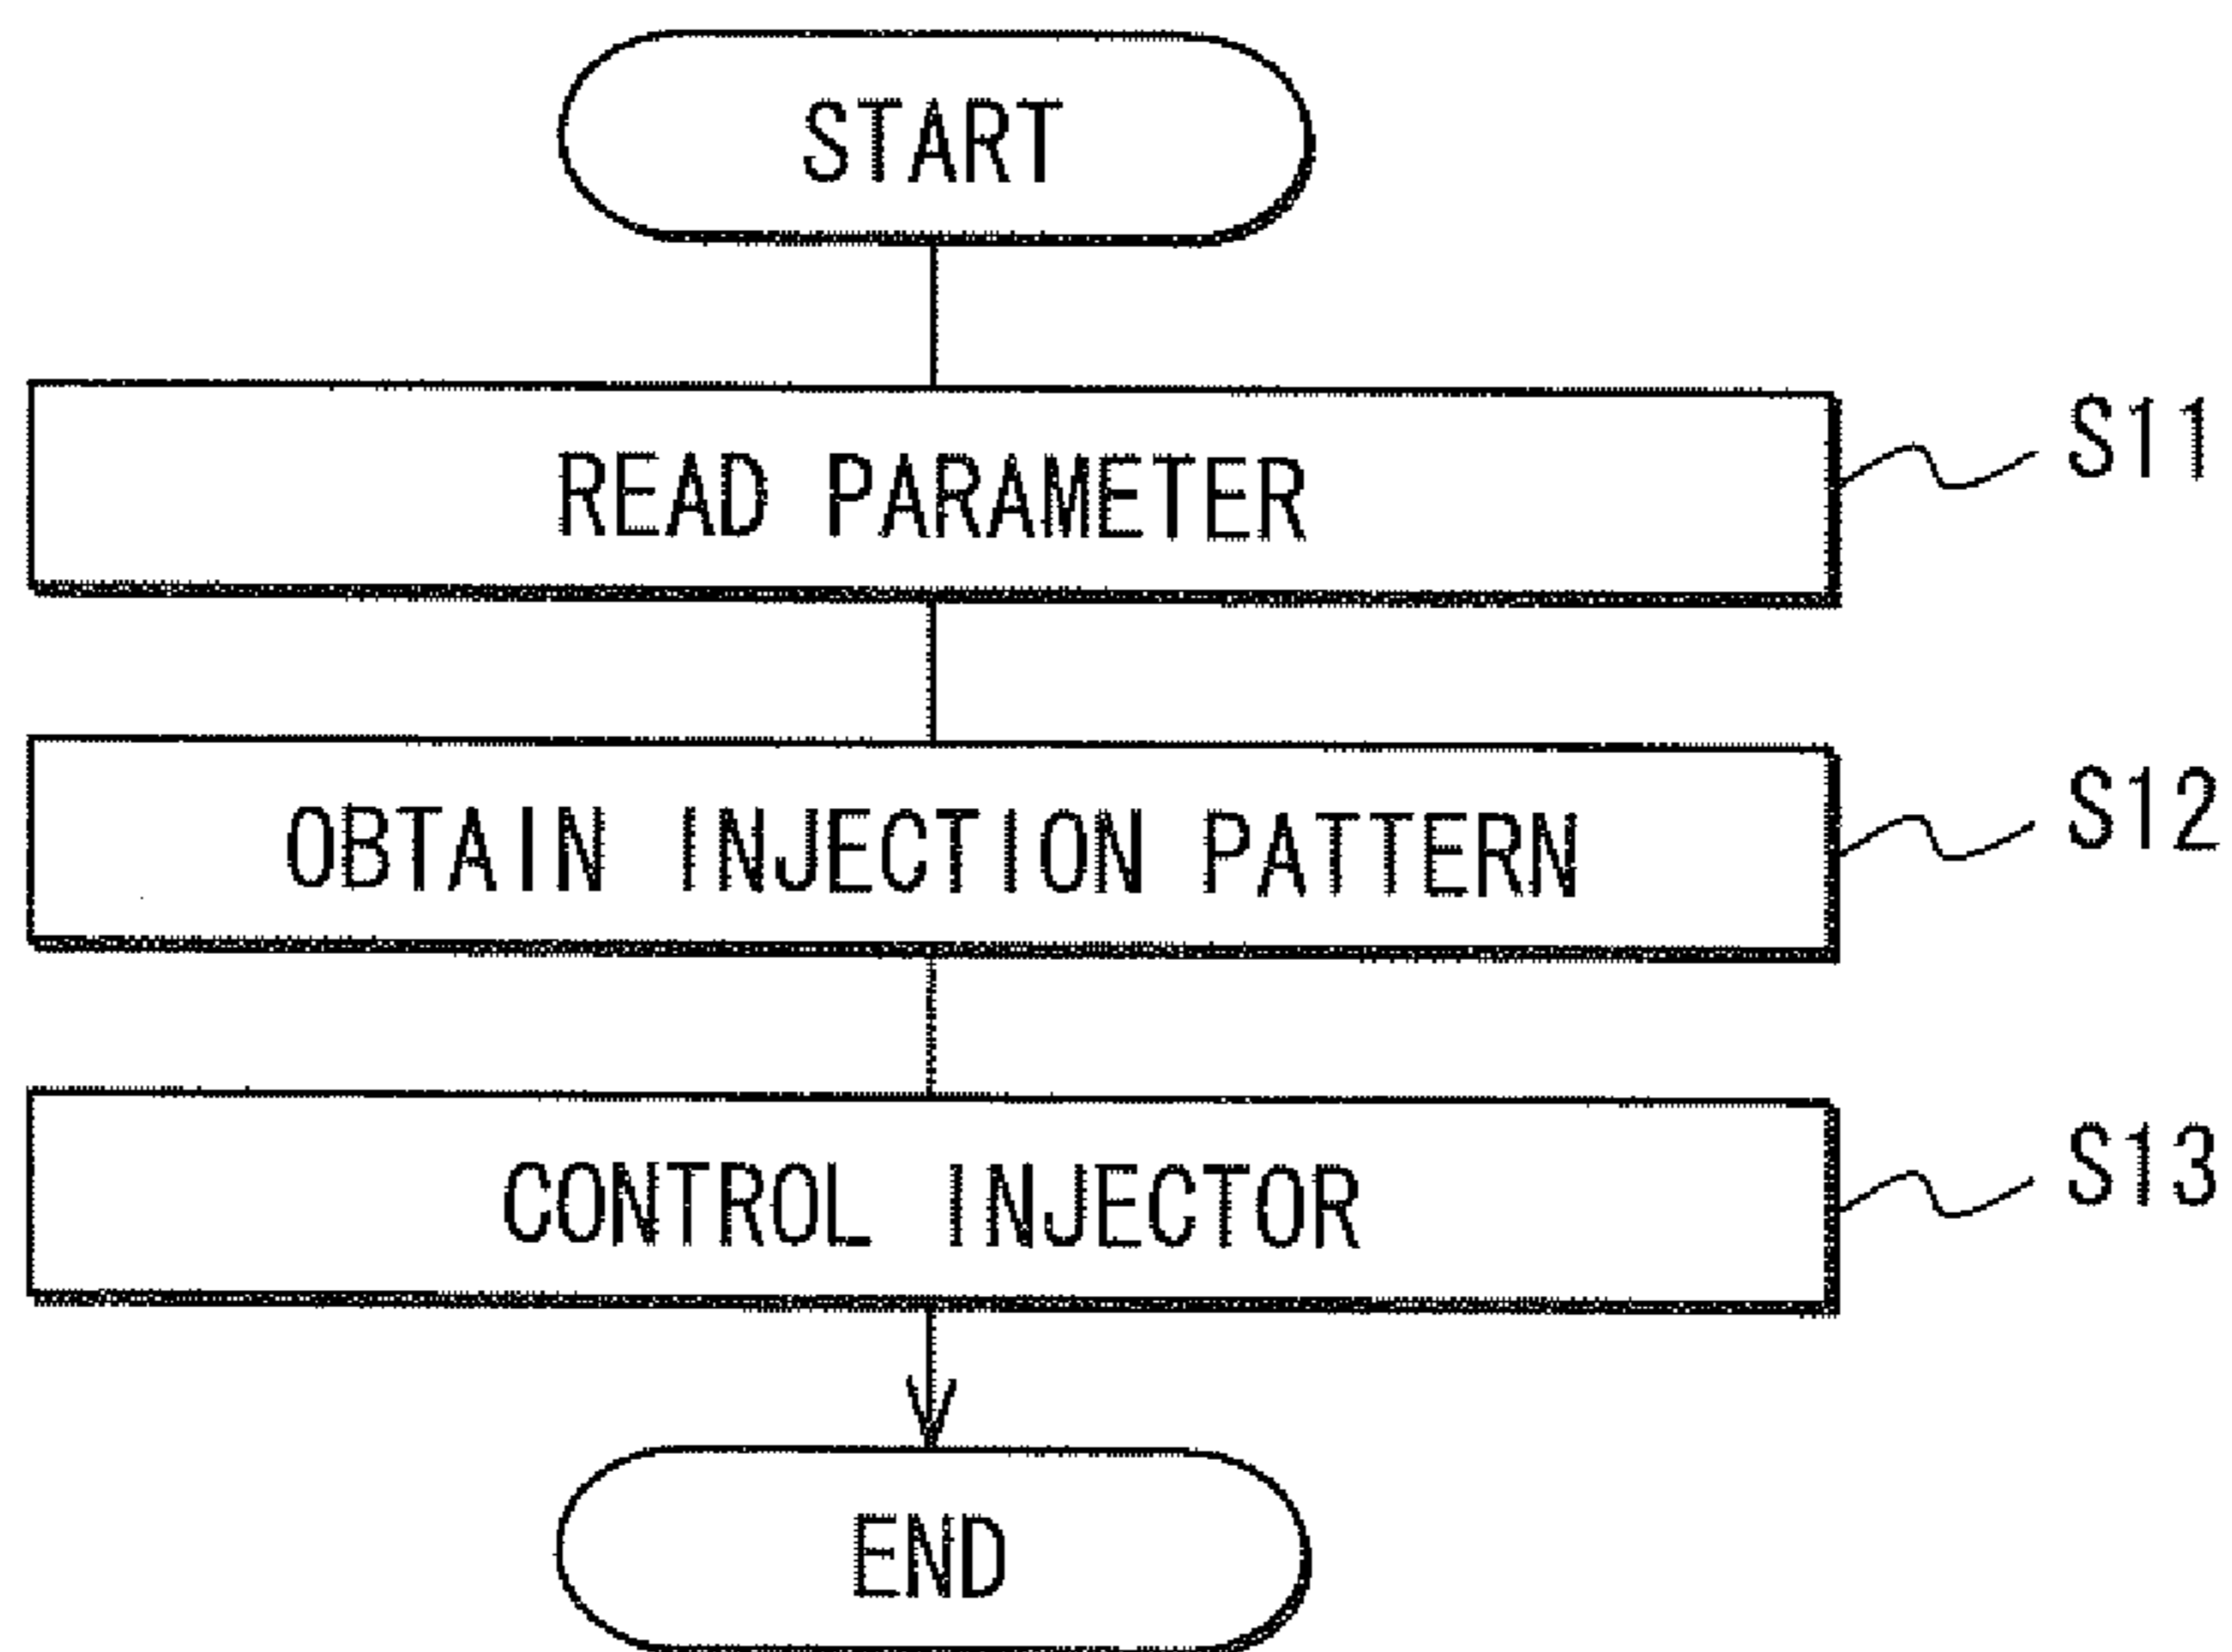 START
READ PARAMETER
S11
OBTAIN INJECTION PATTERN
S12
CONTROL INJECTOR
S13
END